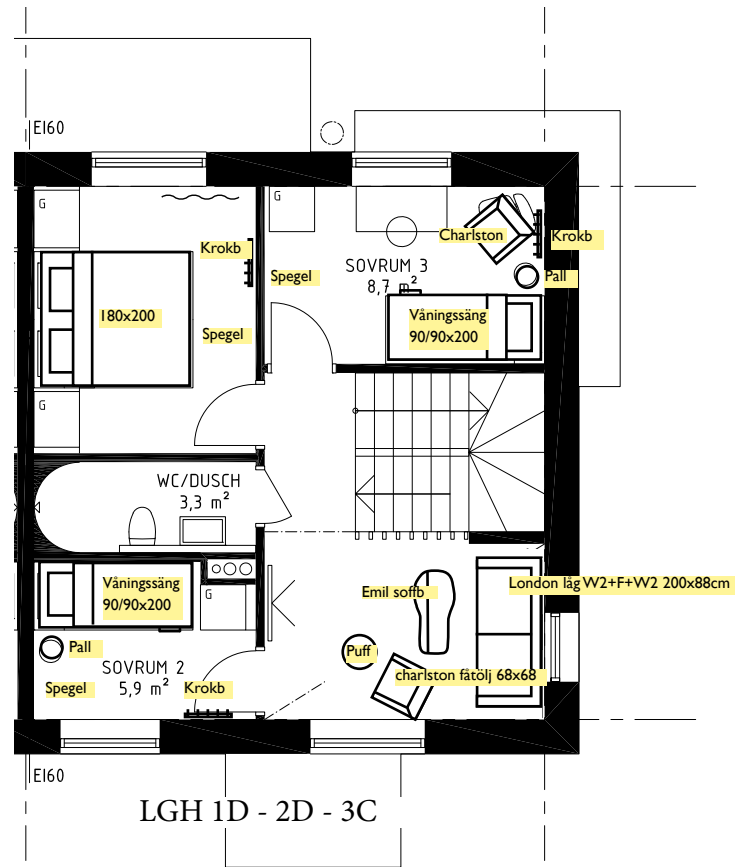 EI60
G
G
Krokb
Charlston
Krokb
SOVRUM 3
8,7 m²
Spegel
Pall
180x200
Våningssäng
90/90x200
Spegel
G
WC/DUSCH
3,3 m²
Våningssäng
90/90x200
G
Emil soffb
London låg W2+F+W2 200x88cm
Pall
Puff
SOVRUM 2
5,9 m²
Spegel
Krokb
charlston fåtölj 68x68
EI60
LGH 1D - 2D - 3C